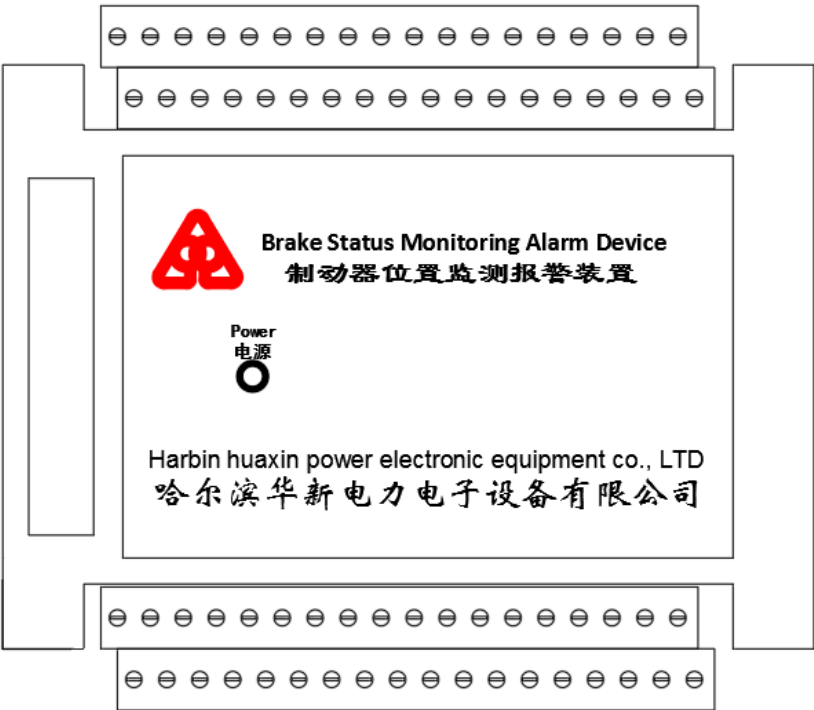 Brake Status Monitoring Alarm Device
制动器位置监测报警装置
Power
电源
Harbin huaxin power electronic equipment co., LTD
哈尔滨华新电力电子设备有限公司